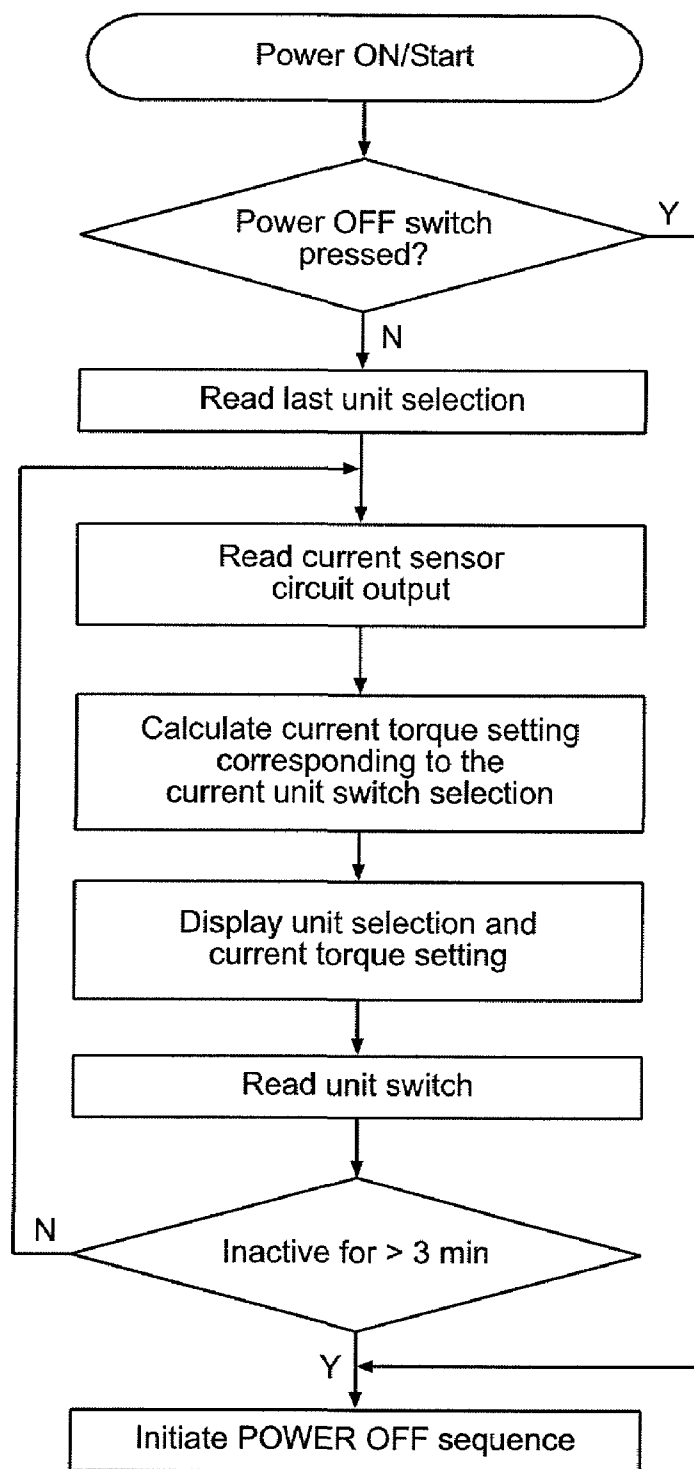 Power ON/Start
Power OFF switch
pressed?
Y
N
Read last unit selection
Read current sensor
circuit output
Calculate current torque setting
corresponding to the
current unit switch selection
Display unit selection and
current torque setting
Read unit switch
N
Inactive for > 3 min
Y
Initiate POWER OFF sequence